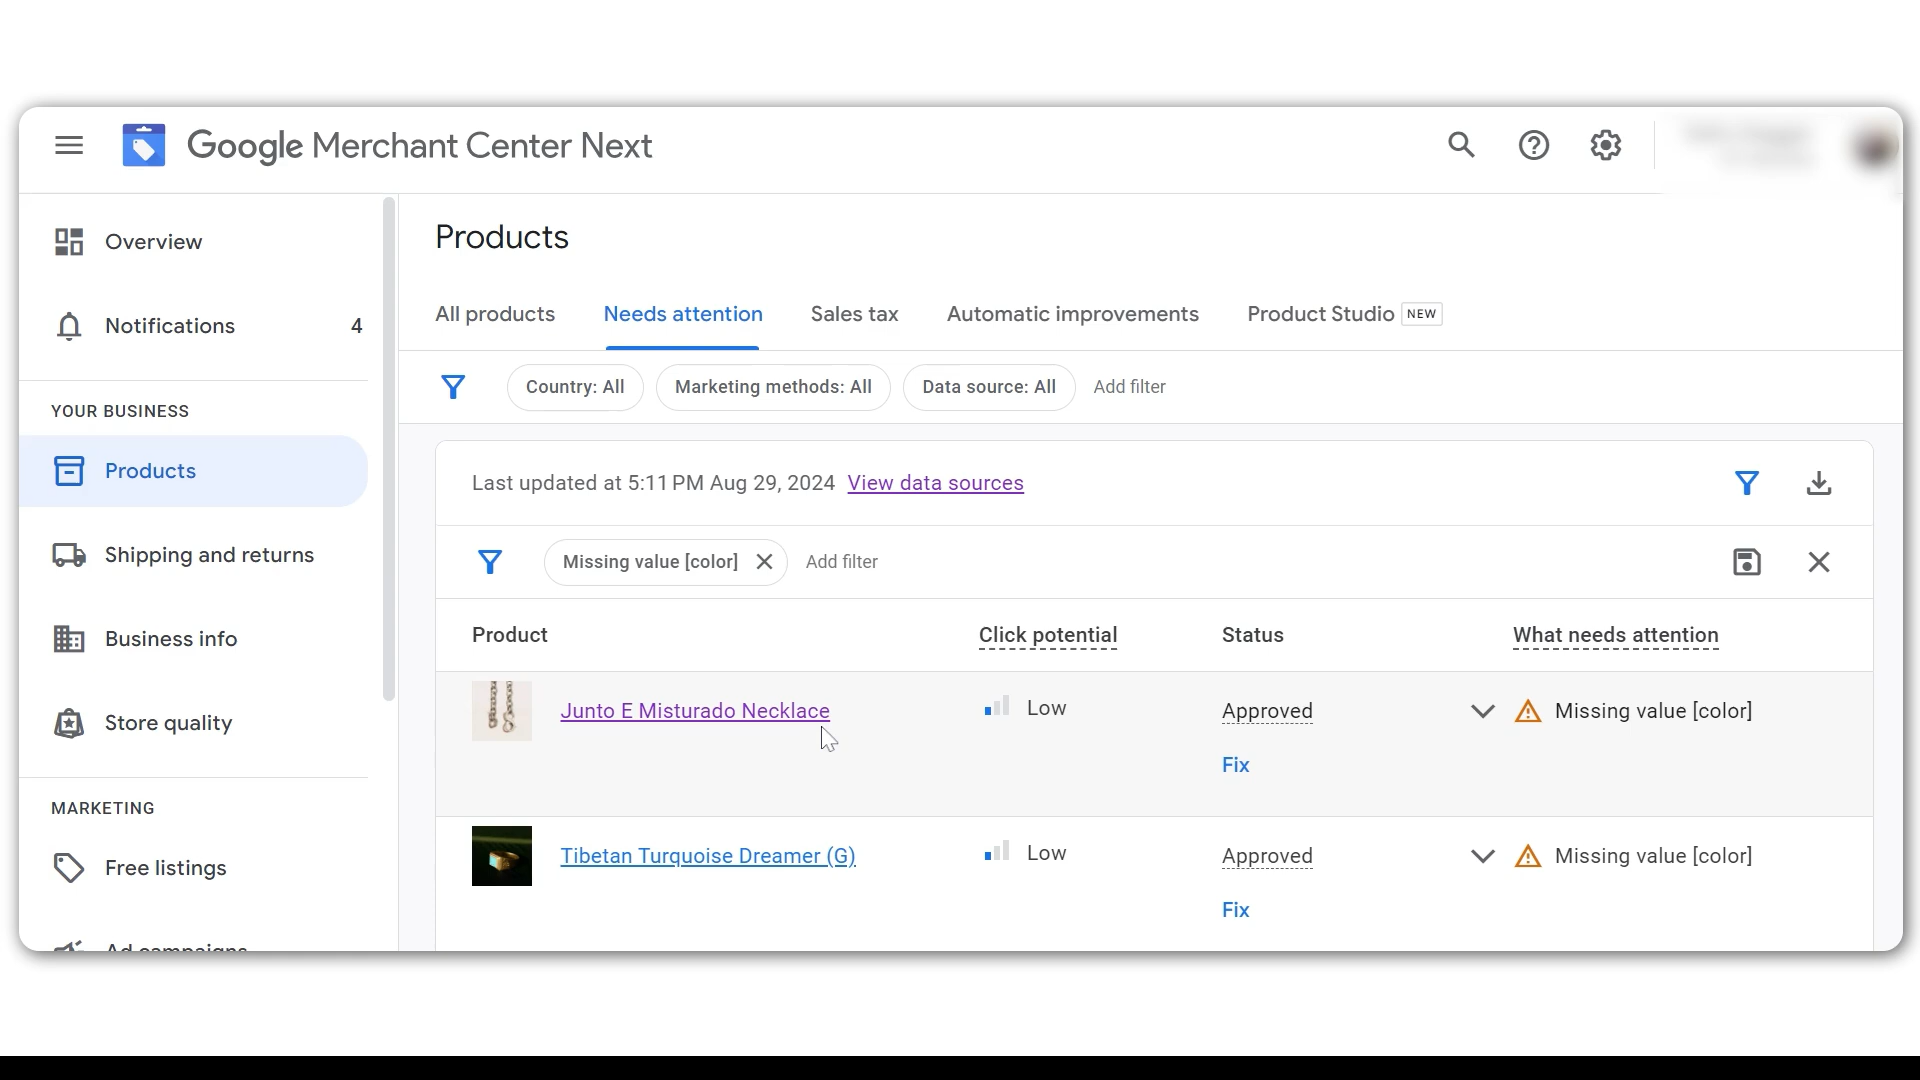 Google Merchant Center Next
Overview
Notifications 4
YOUR BUSINESS
Products
Shipping and returns
Business info
Store quality
MARKETING
Free listings
Ad campaigns
Products
All products Needs attention Sales tax Automatic improvements Product Studio NEW
Country: All Marketing methods: All Data source: All Add filter
Last updated at 5:11 PM Aug 29, 2024 View data sources
Missing value [color] Add filter
Product Click potential Status What needs attention
Junto E Misturado Necklace Low Approved Missing value [color]
Fix
Tibetan Turquoise Dreamer (G) Low Approved Missing value [color]
Fix